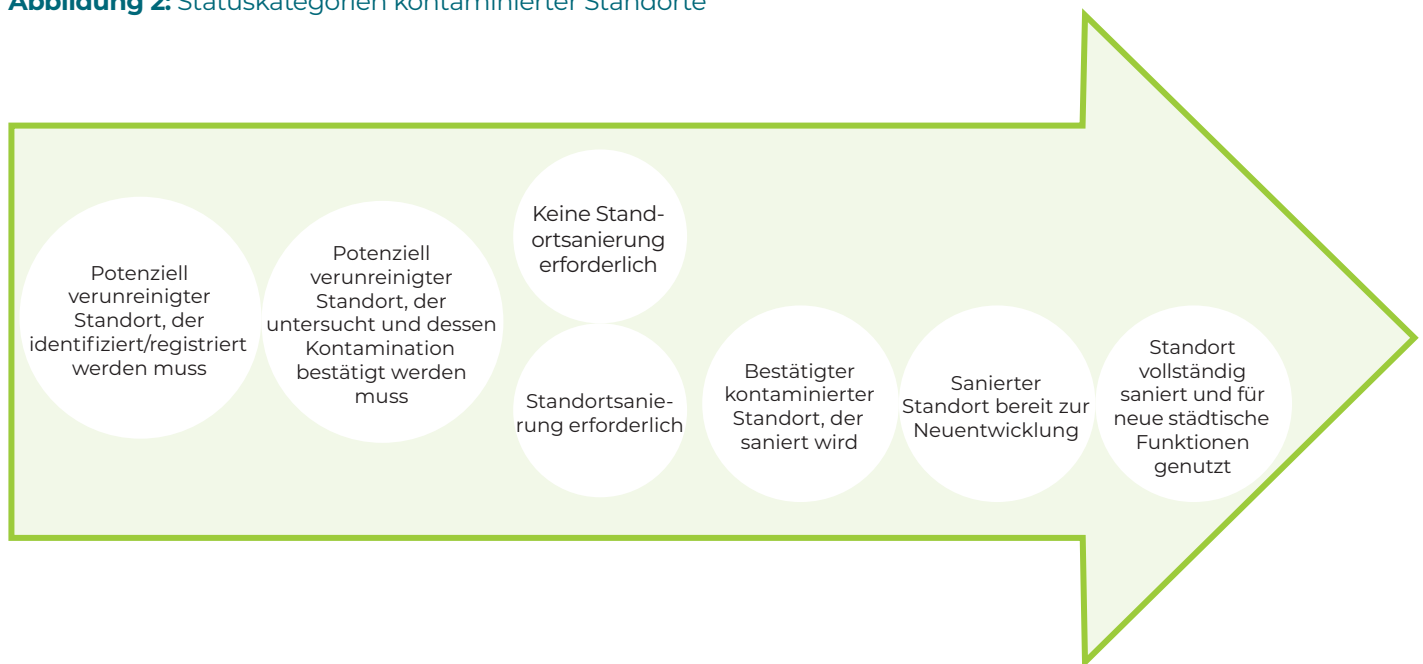 Abbildung 2: Statuskategorien kontaminierter Standorte
Potenziell
verunreinigter
Standort, der
identifiziert/registriert
werden muss
Potenziell
verunreinigter
Standort, der
untersucht und dessen
Kontamination
bestätigt werden
muss
Keine Stand-
ortsanierung
erforderlich
Standortsanie-
rung erforderlich
Bestätigter
kontaminierter
Standort, der
saniert wird
Sanierter
Standort bereit zur
Neuentwicklung
Standort
vollständig
saniert und für
neue städtische
Funktionen
genutzt